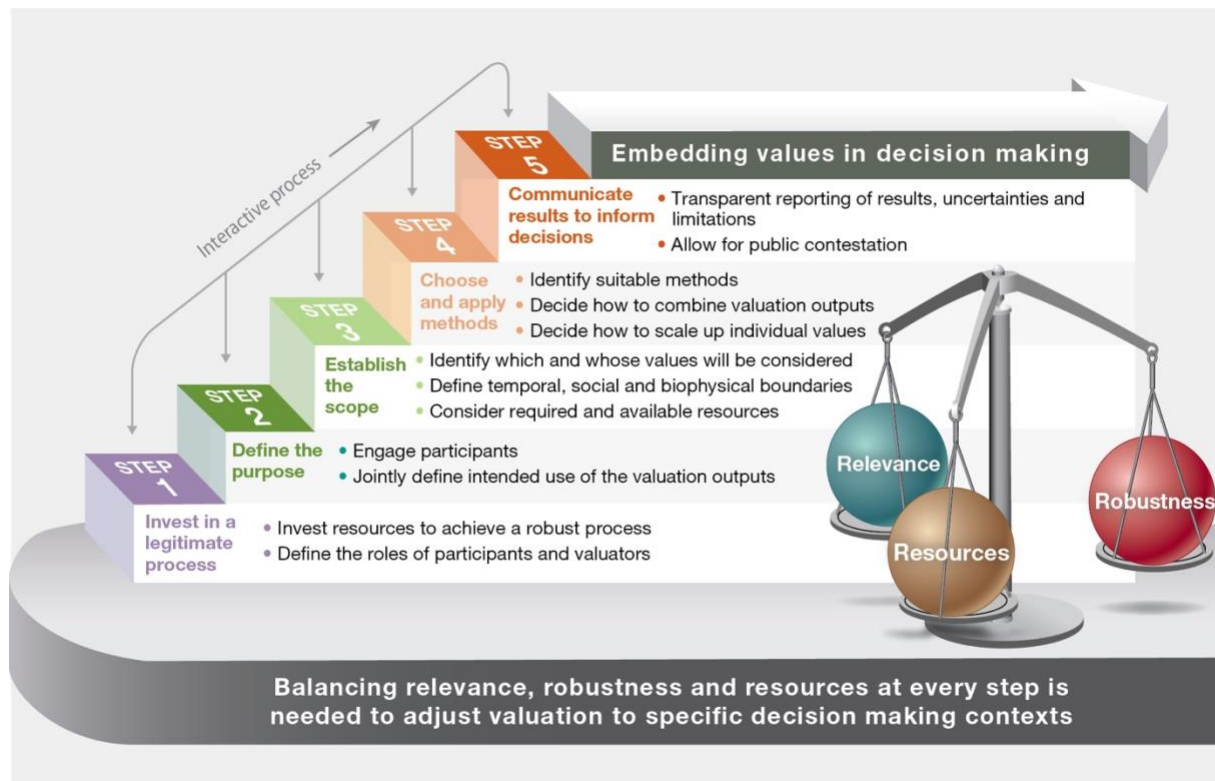 Interactive process
STEP
5
Embedding values in decision making
Communicate
results to inform
decisions
• Transparent reporting of results, uncertainties and
limitations
• Allow for public contestation
STEP
4
Choose
and apply
methods
• Identify suitable methods
• Decide how to combine valuation outputs
• Decide how to scale up individual values
STEP
3
Establish
the
scope
• Identify which and whose values will be considered
• Define temporal, social and biophysical boundaries
• Consider required and available resources
STEP
2
Define the
purpose
• Engage participants
• Jointly define intended use of the valuation outputs
STEP
1
Invest in a
legitimate
process
• Invest resources to achieve a robust process
• Define the roles of participants and valuators
Relevance
Resources
Robustness
Balancing relevance, robustness and resources at every step is
needed to adjust valuation to specific decision making contexts